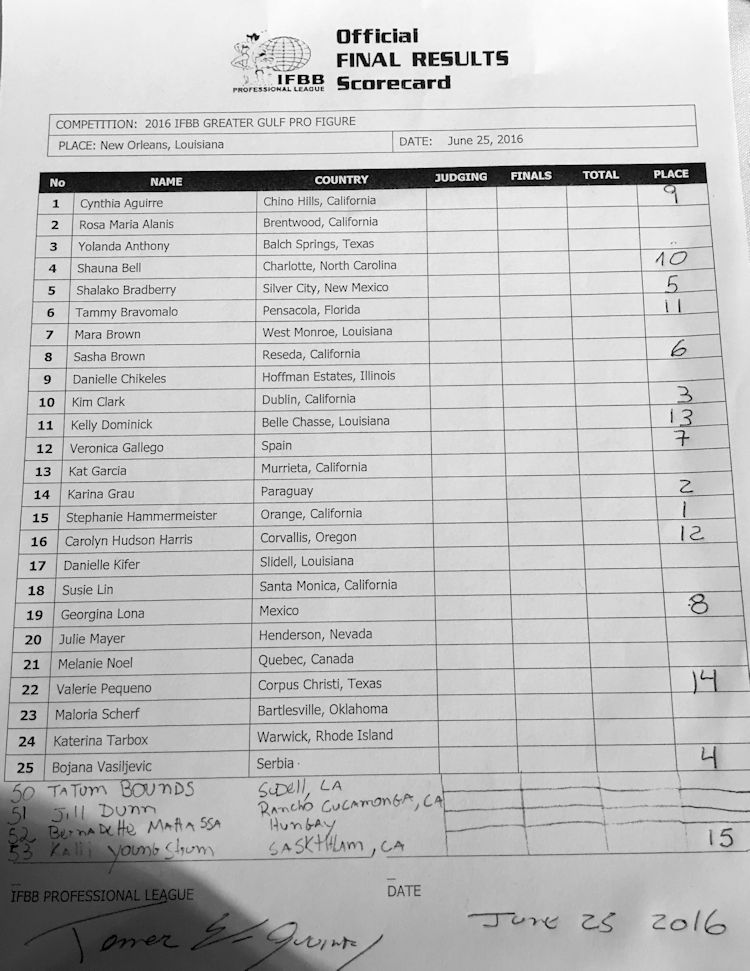 Official
FINAL RESULTS
Scorecard
IFBB
PROFESSIONAL LEAGUE
COMPETITION: 2016 IFBB GREATER GULF PRO FIGURE
PLACE: New Orleans, Louisiana DATE: June 25, 2016
No NAME COUNTRY JUDGING FINALS TOTAL PLACE
1 Cynthia Aguirre Chino Hills, California 9
2 Rosa Maria Alanis Brentwood, California
3 Yolanda Anthony Balch Springs, Texas
4 Shauna Bell Charlotte, North Carolina 10
5 Shalako Bradberry Silver City, New Mexico 5
6 Tammy Bravomalo Pensacola, Florida 11
7 Mara Brown West Monroe, Louisiana
8 Sasha Brown Reseda, California 6
9 Danielle Chikeles Hoffman Estates, Illinois
10 Kim Clark Dublin, California 3
11 Kelly Dominick Belle Chasse, Louisiana 13
12 Veronica Gallego Spain 7
13 Kat Garcia Murrieta, California
14 Karina Grau Paraguay 2
15 Stephanie Hammermeister Orange, California 1
16 Carolyn Hudson Harris Corvallis, Oregon 12
17 Danielle Kifer Slidell, Louisiana
18 Susie Lin Santa Monica, California
19 Georgina Lona Mexico 8
20 Julie Mayer Henderson, Nevada
21 Melanie Noel Quebec, Canada
22 Valerie Pequeno Corpus Christi, Texas 14
23 Maloria Scherf Bartlesville, Oklahoma
24 Katerina Tarbox Warwick, Rhode Island
25 Bojana Vasiljevic Serbia 4
50 TATUM BOUNDS LA
51 Jill DUNN RANCHO CUCAMONGA, CA
52 BERNADETTE MATIASSA HUNGAY
53 Kalli , CA 15
IFBB PROFESSIONAL LEAGUE DATE
JUNE 25 2016